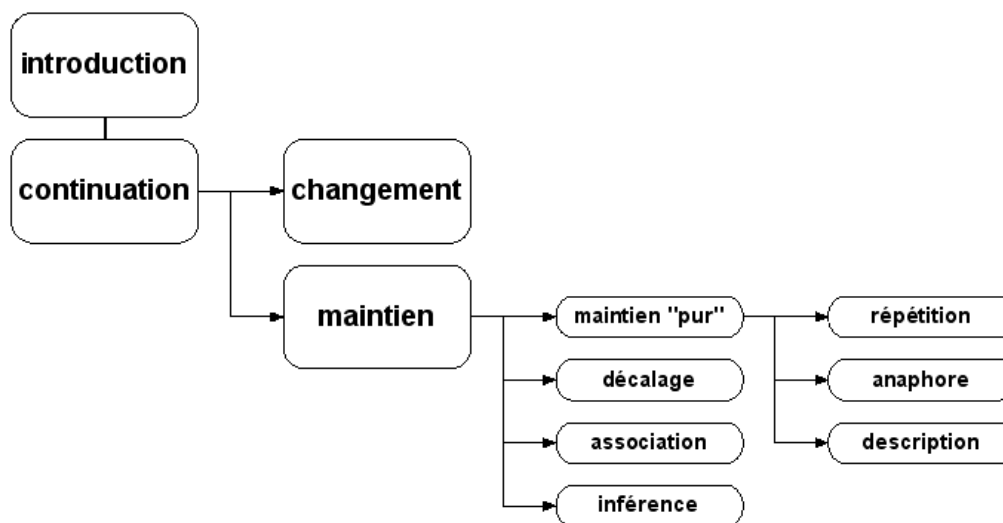 introduction
continuation
changement
maintien
maintien "pur"
répétition
décalage
anaphore
association
description
inférence